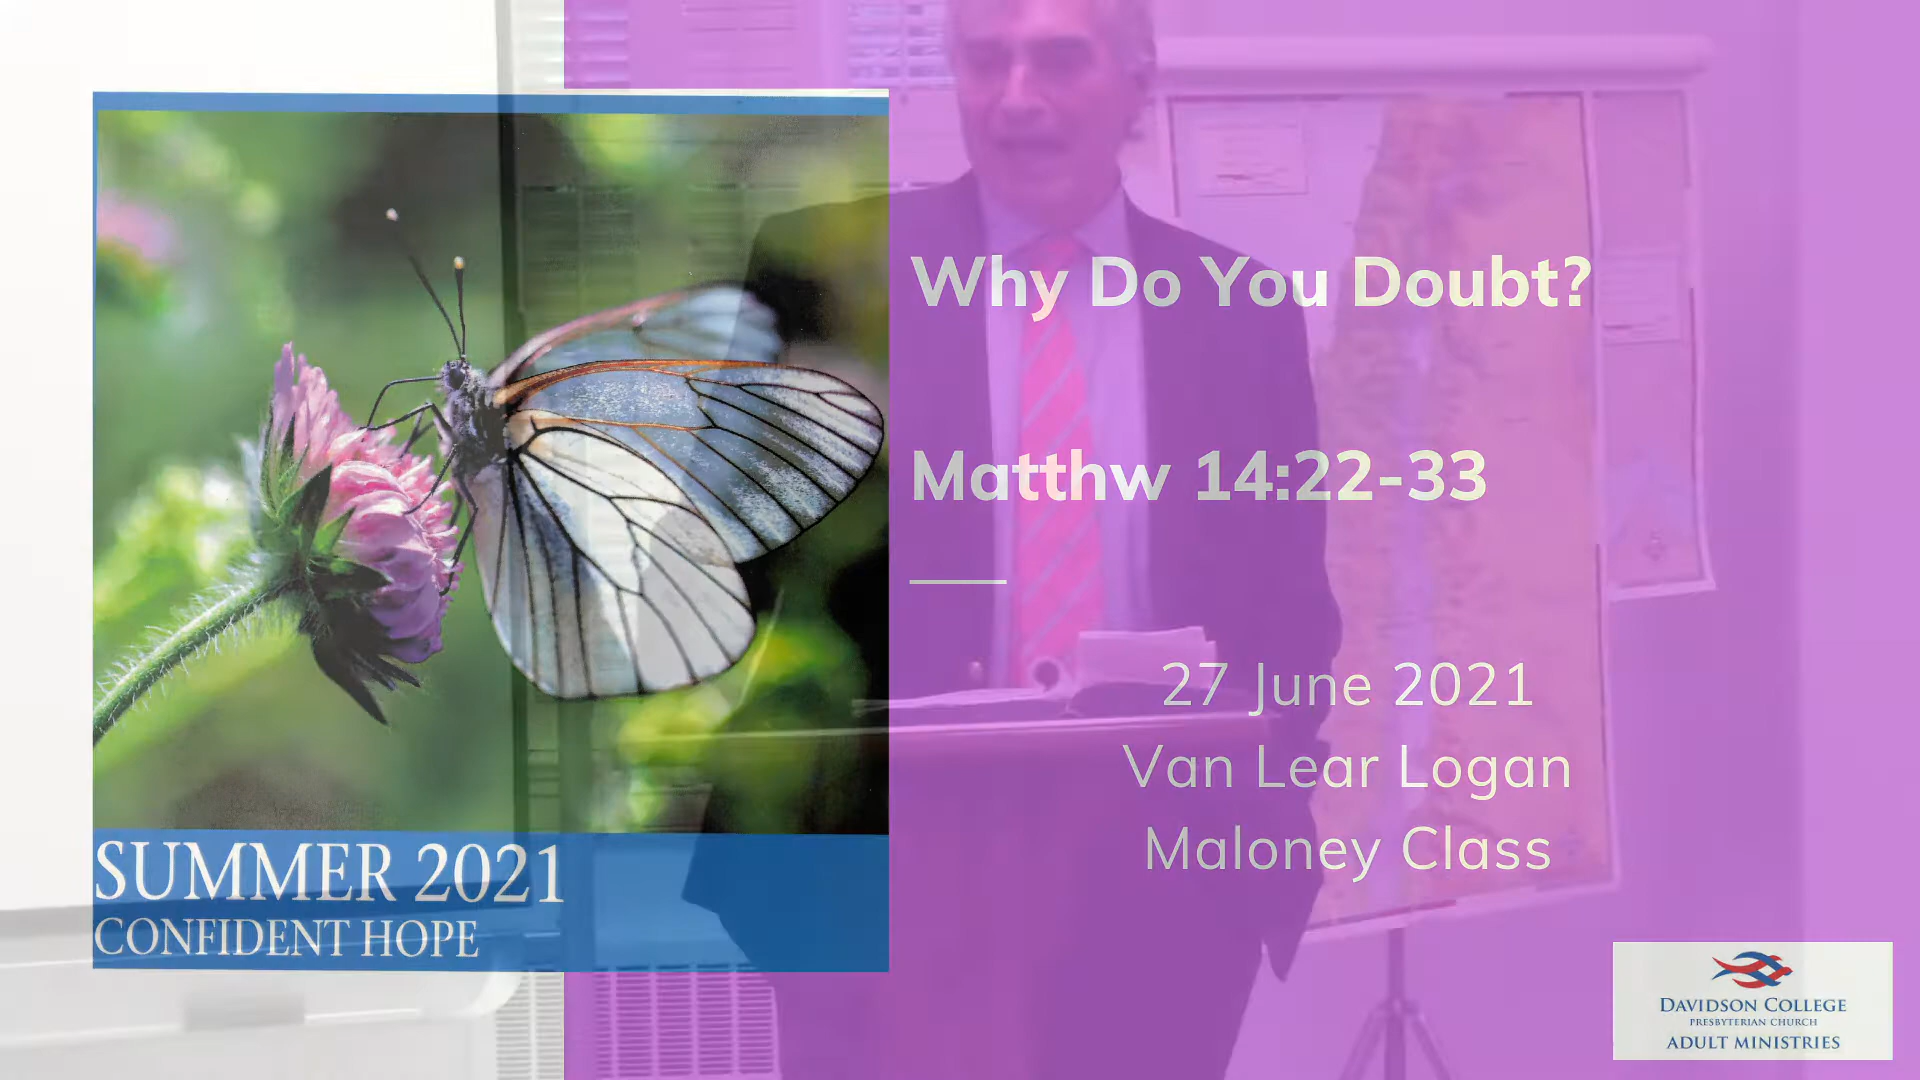 Why Do You Doubt?
Matthw 14:22-33
27 June 2021
Van Lear Logan
Maloney Class
SUMMER 2021
CONFIDENT HOPE
DAVIDSON COLLEGE
PRESBYTERIAN CHURCH
ADULT MINISTRIES